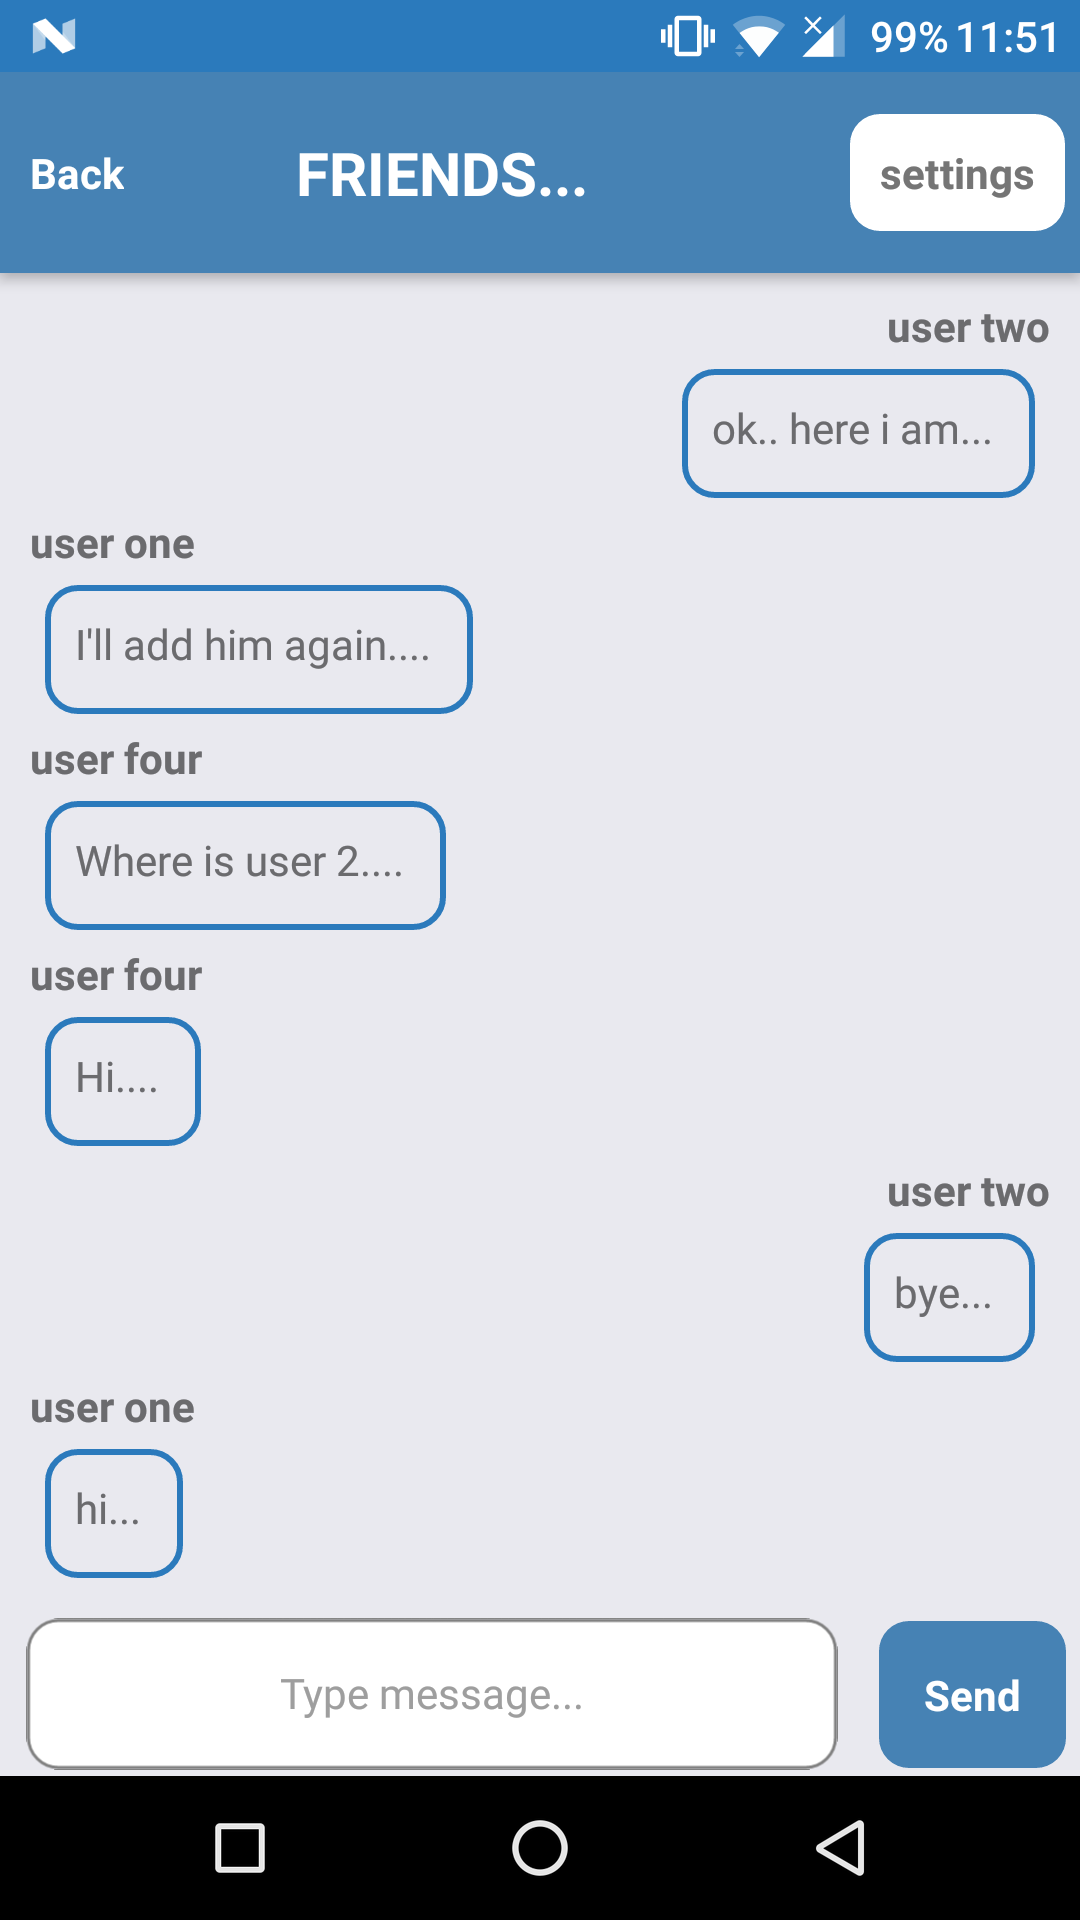 99% 11:51
Back FRIENDS... settings
user two
ok.. here i am...
user one
I'll add him again....
user four
Where is user 2....
user four
Hi....
user two
bye...
user one
hi...
Type message... Send